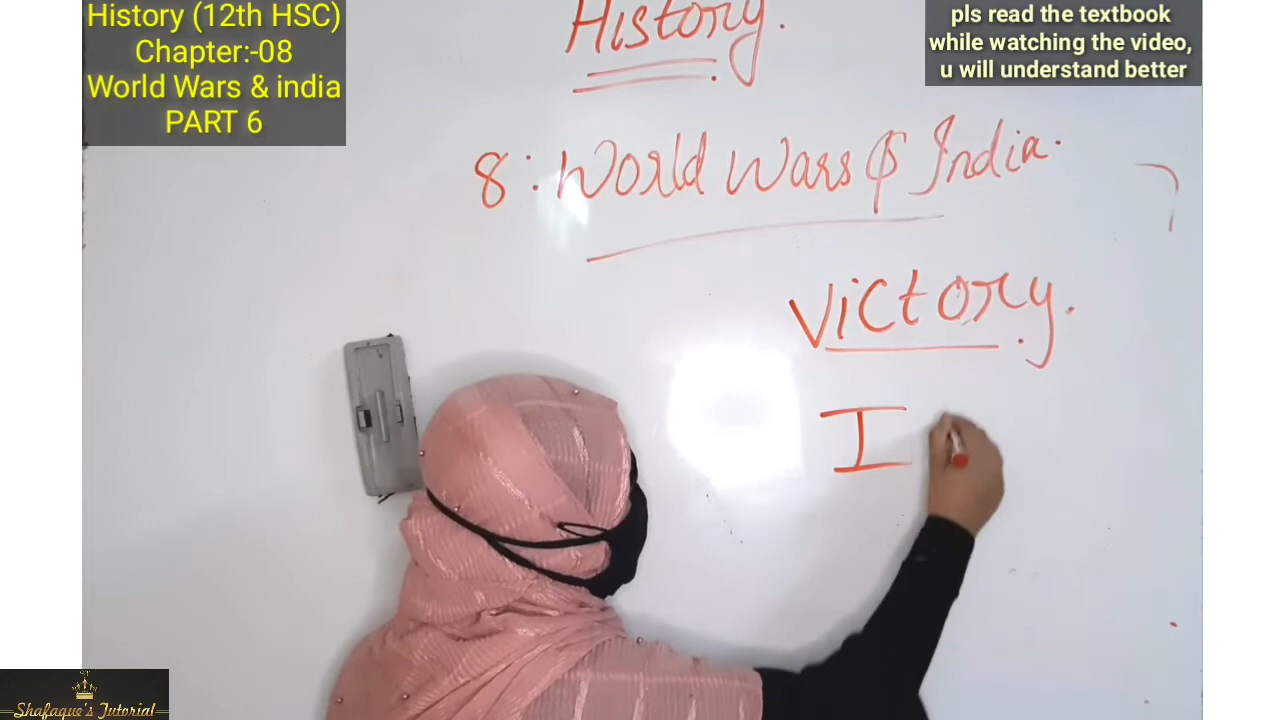 History (12th HSC)
Chapter:-08
World Wars & india
PART 6
pls read the textbook
while watching the video,
u will understand better
History.
8: World Wars & India.
Victory.
I
Shafaque's Tutorial